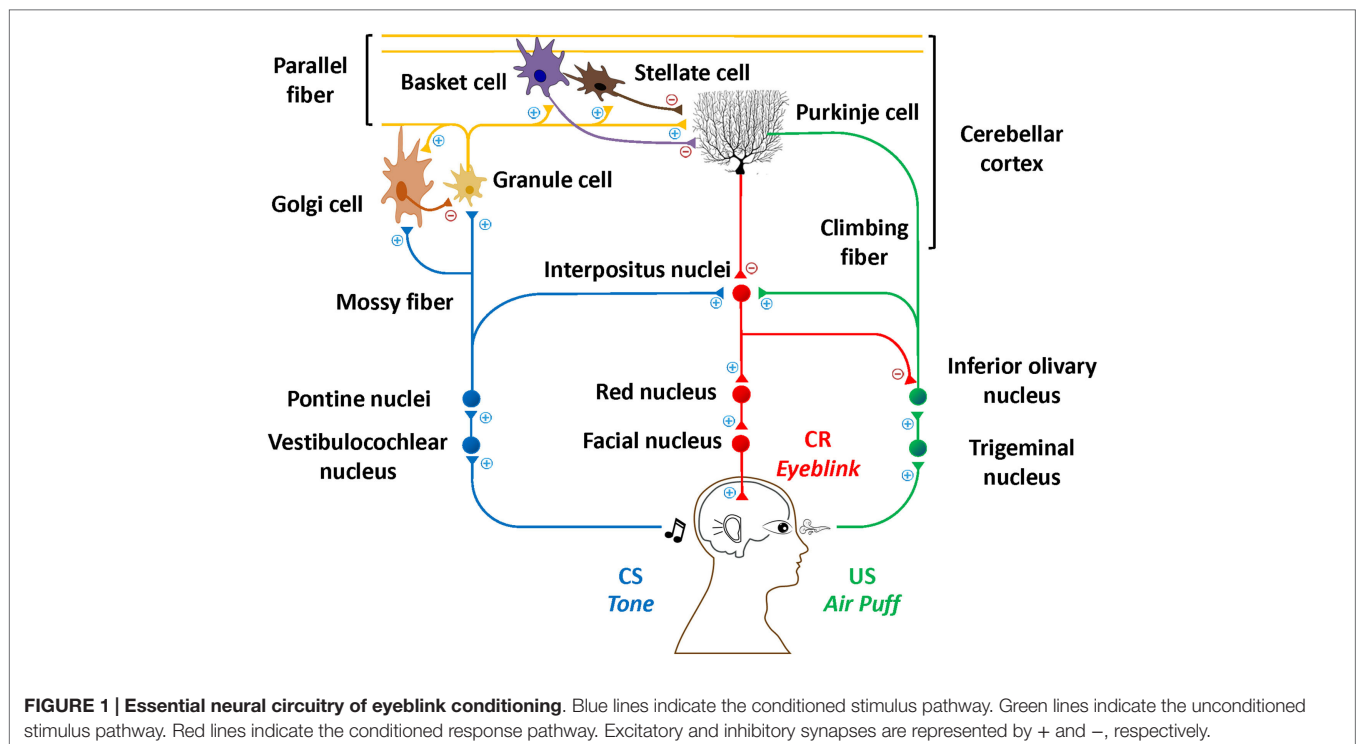 Parallel
fiber
Basket cell
Stellate cell
Purkinje cell
Cerebellar
cortex
Granule cell
Golgi cell
Climbing
fiber
Interpositus nuclei
Mossy fiber
Pontine nuclei
Red nucleus
Inferior olivary
nucleus
Vestibulocochlear
nucleus
Facial nucleus
Trigeminal
nucleus
CR
Eyeblink
CS
Tone
US
Air Puff
+ + + + + + + + + + + + + + + +
− − − − −
FIGURE 1 | Essential neural circuitry of eyeblink conditioning. Blue lines indicate the conditioned stimulus pathway. Green lines indicate the unconditioned
stimulus pathway. Red lines indicate the conditioned response pathway. Excitatory and inhibitory synapses are represented by + and −, respectively.